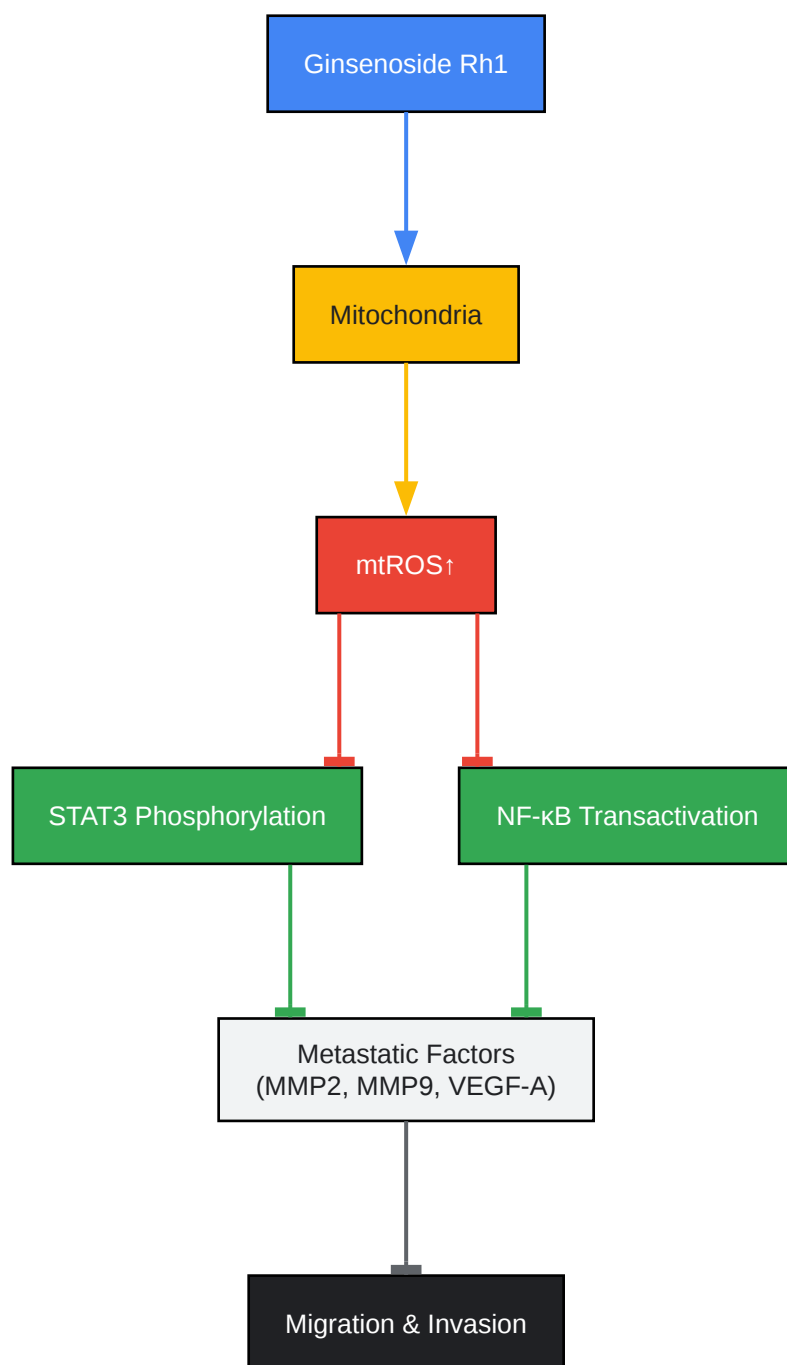 Ginsenoside Rh1
Mitochondria
mtROS↑
STAT3 Phosphorylation
NF-κB Transactivation
Metastatic Factors
(MMP2, MMP9, VEGF-A)
Migration & Invasion